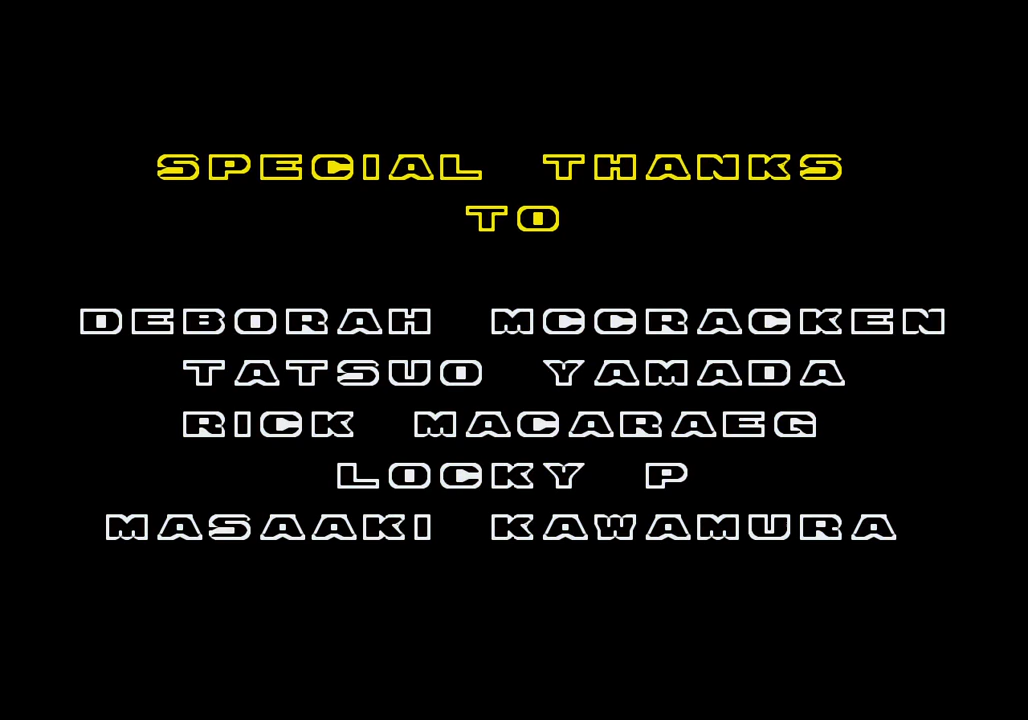 SPECIAL THANKS
TO
DEBORAH MCCRACKEN
TATSUO YAMADA
RICK MACARAEG
LOCKY P
MASAAKI KAWAMURA